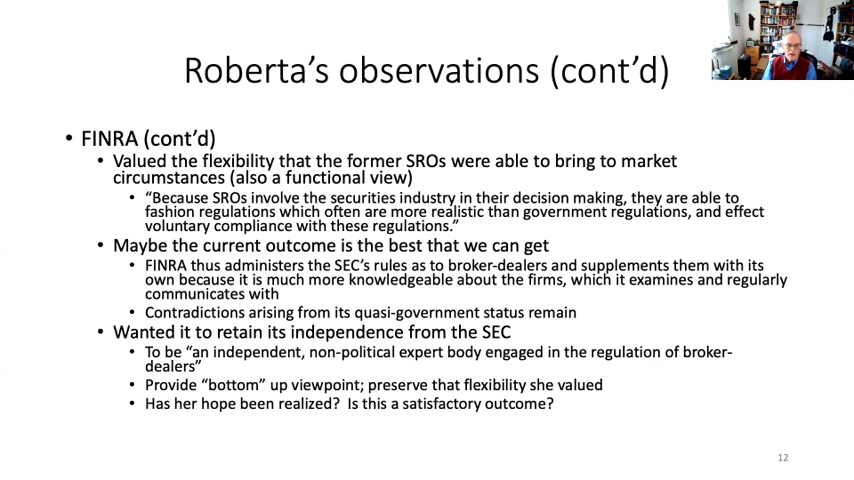 Roberta’s observations (cont’d)
• FINRA (cont’d)
• Valued the flexibility that the former SROs were able to bring to market
circumstances (also a functional view)
• “Because SROs involve the securities industry in their decision making, they are able to
fashion regulations which often are more realistic than government regulations, and effect
voluntary compliance with these regulations.”
• Maybe the current outcome is the best that we can get
• FINRA thus administers the SEC’s rules as to broker-dealers and supplements them with its
own because it is much more knowledgeable about the firms, which it examines and regularly
communicates with
• Contradictions arising from its quasi-government status remain
• Wanted it to retain its independence from the SEC
• To be “an independent, non-political expert body engaged in the regulation of broker-
dealers”
• Provide “bottom” up viewpoint; preserve that flexibility she valued
• Has her hope been realized? Is this a satisfactory outcome?
12